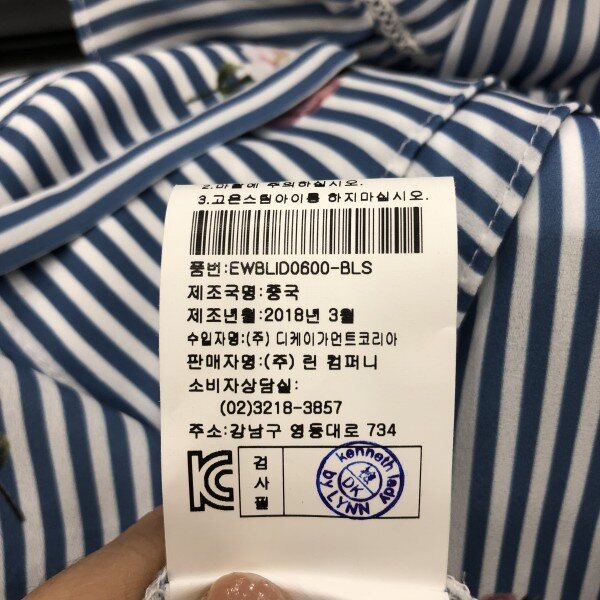 2.마찰에 주의하십시오.
3.고온스팀아이롱 하지마십시오.
품번:EWBLID0600-BLS
제조국명:중국
제조년월:2018년 3월
수입자명:(주) 디케이가먼트코리아
판매자명:(주) 린 컴퍼니
소비자상담실:
(02)3218-3857
주소:강남구 영동대로 734
KC
검사필
kenneth lady
檢
DK
by LYNN